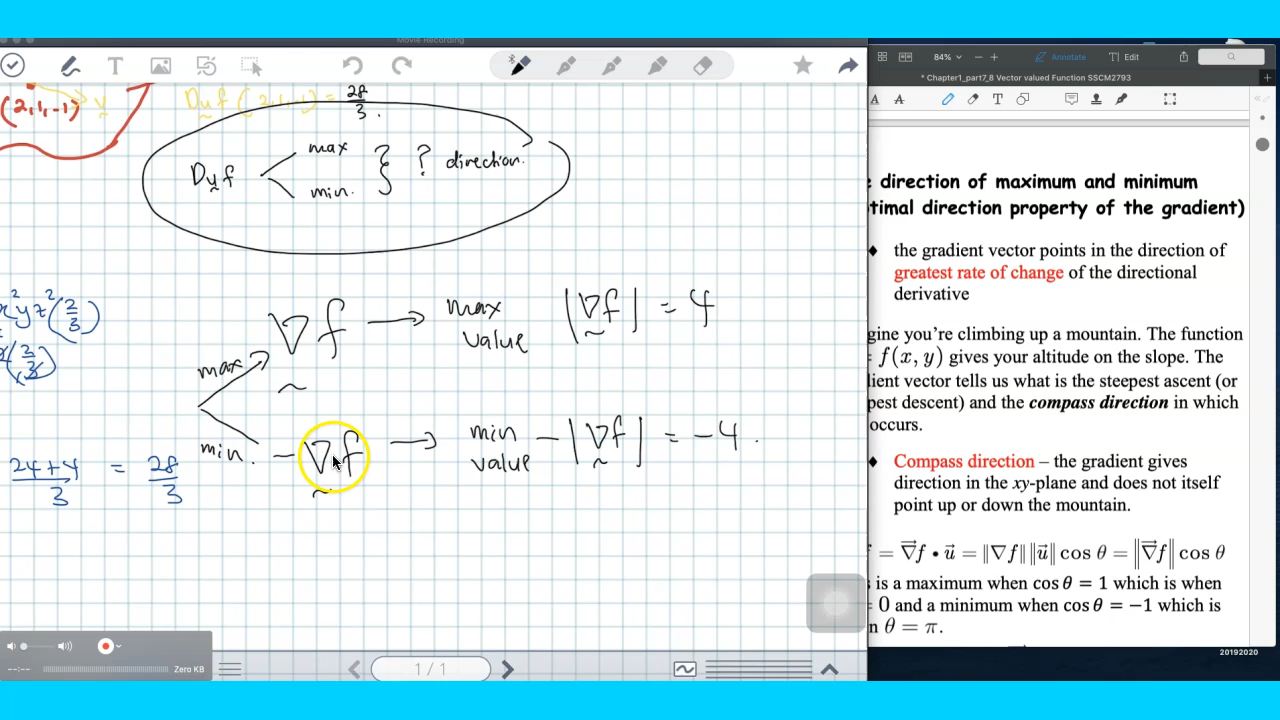 Movie Recording
84%
Annotate
Edit
* Chapter1_part7_8 Vector valued Function SSCM2793
(2,1,-1)
y
Duf (2,1,-1) = 28/3.
Duf < max min. } ? direction.
x²yz²(2/3)
(2/3)
24+4/3 = 28/3
max ∇f → max value |∇f| = 4
min. -∇f → min value -|∇f| = -4.
direction of maximum and minimum
timal direction property of the gradient)
♦ the gradient vector points in the direction of
greatest rate of change of the directional
derivative
gine you’re climbing up a mountain. The function
= f(x, y) gives your altitude on the slope. The
lient vector tells us what is the steepest ascent (or
pest descent) and the compass direction in which
occurs.
♦ Compass direction – the gradient gives
direction in the xy-plane and does not itself
point up or down the mountain.
= ∇f • u = ||∇f|| ||u|| cos θ = ||∇f|| cos θ
s is a maximum when cos θ = 1 which is when
= 0 and a minimum when cos θ = −1 which is
n θ = π.
--:--
Zero KB
1 / 1
20192020